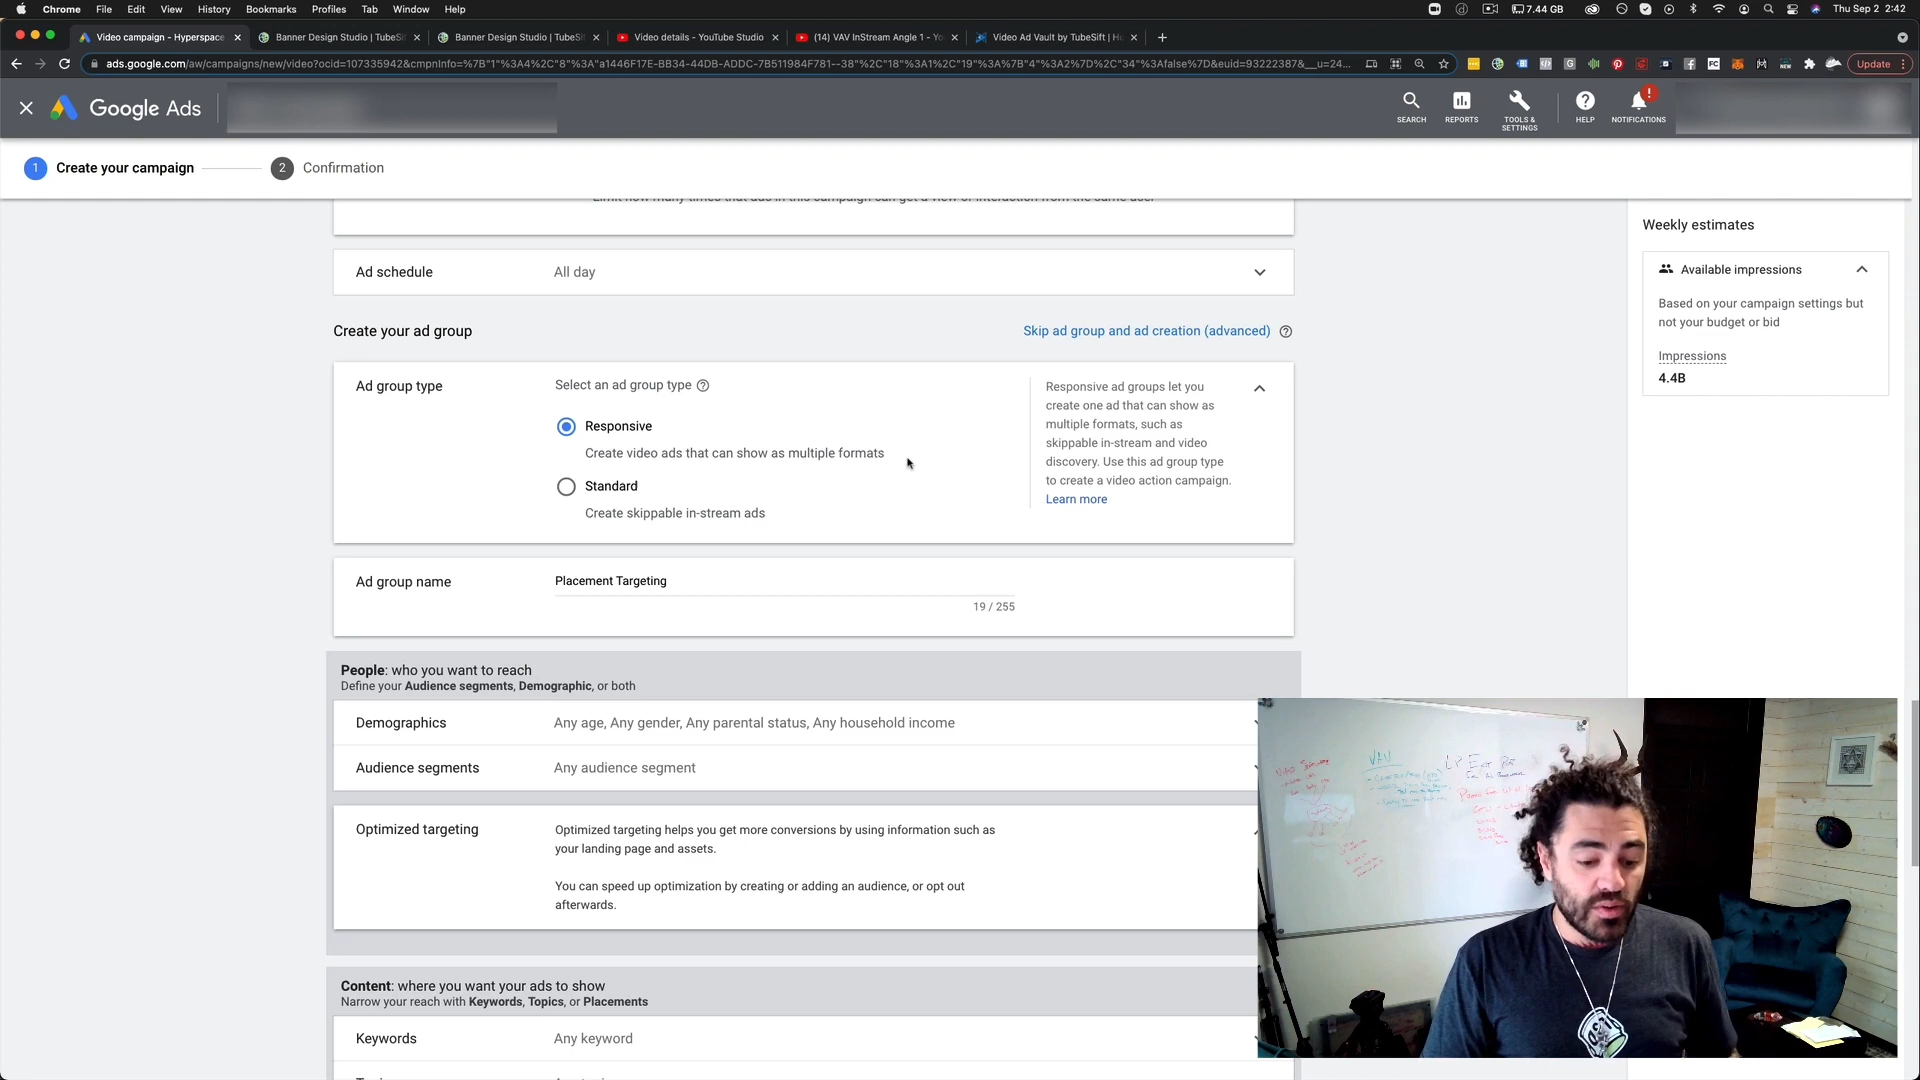 Chrome File Edit View History Bookmarks Profiles Tab Window Help 7.44 GB Thu Sep 2 2:42
Video campaign - Hyperspace Banner Design Studio | TubeSif Banner Design Studio | TubeSif Video details - YouTube Studio (14) VAV InStream Angle 1 - Yo Video Ad Vault by TubeSift | H
ads.google.com/aw/campaigns/new/video?ocid=107335942&cmpnInfo=%7B"1"%3A4%2C"8"%3A"a1446F17E-BB34-44DB-ADDC-7B511984F781--38"%2C"18"%3A1%2C"19"%3A%7B"4"%3A2%7D%2C"34"%3Afalse%7D&euid=93222387&__u=24... Update
Google Ads
SEARCH REPORTS TOOLS & SETTINGS HELP NOTIFICATIONS
1 Create your campaign 2 Confirmation
Limit how many times that ads in this campaign can get a view or interaction from the same user
Weekly estimates
Ad schedule All day
Available impressions
Based on your campaign settings but
not your budget or bid
Impressions
4.4B
Create your ad group Skip ad group and ad creation (advanced)
Ad group type Select an ad group type
Responsive
Create video ads that can show as multiple formats
Standard
Create skippable in-stream ads
Responsive ad groups let you
create one ad that can show as
multiple formats, such as
skippable in-stream and video
discovery. Use this ad group type
to create a video action campaign.
Learn more
Ad group name Placement Targeting
19 / 255
People: who you want to reach
Define your Audience segments, Demographic, or both
Demographics Any age, Any gender, Any parental status, Any household income
Audience segments Any audience segment
Optimized targeting Optimized targeting helps you get more conversions by using information such as
your landing page and assets.
You can speed up optimization by creating or adding an audience, or opt out
afterwards.
Content: where you want your ads to show
Narrow your reach with Keywords, Topics, or Placements
Keywords Any keyword
VAV